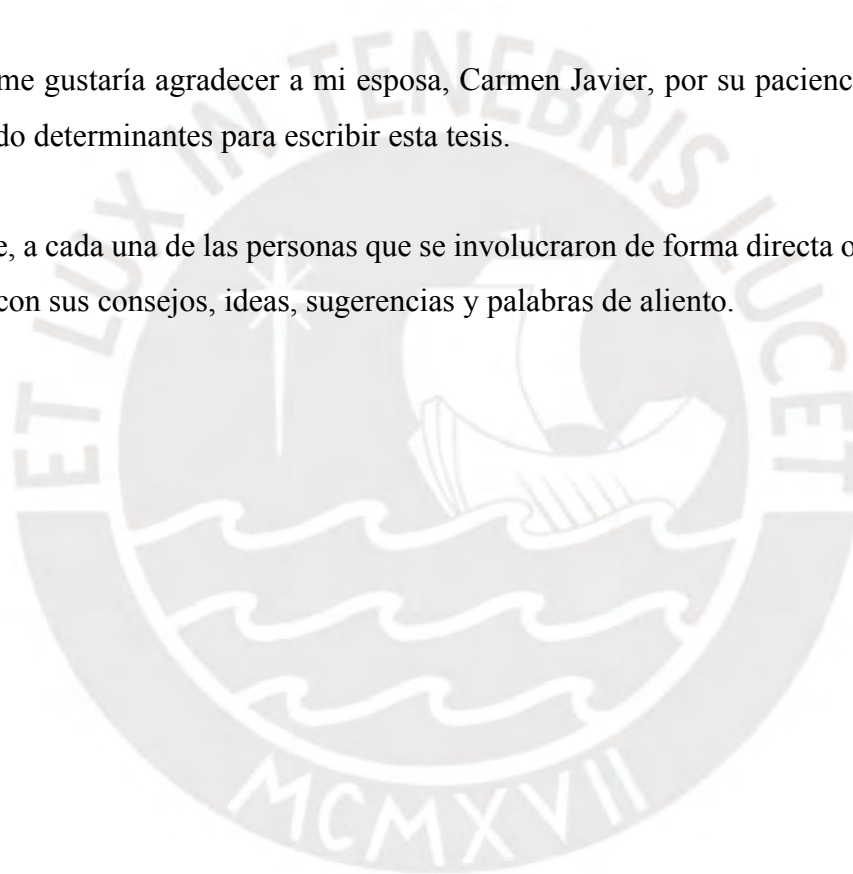 me gustaría agradecer a mi esposa, Carmen Javier, por su pacienc
do determinantes para escribir esta tesis.
e, a cada una de las personas que se involucraron de forma directa o
con sus consejos, ideas, sugerencias y palabras de aliento.
ET LUX IN TENEBRIS LUCET
MCMXVII